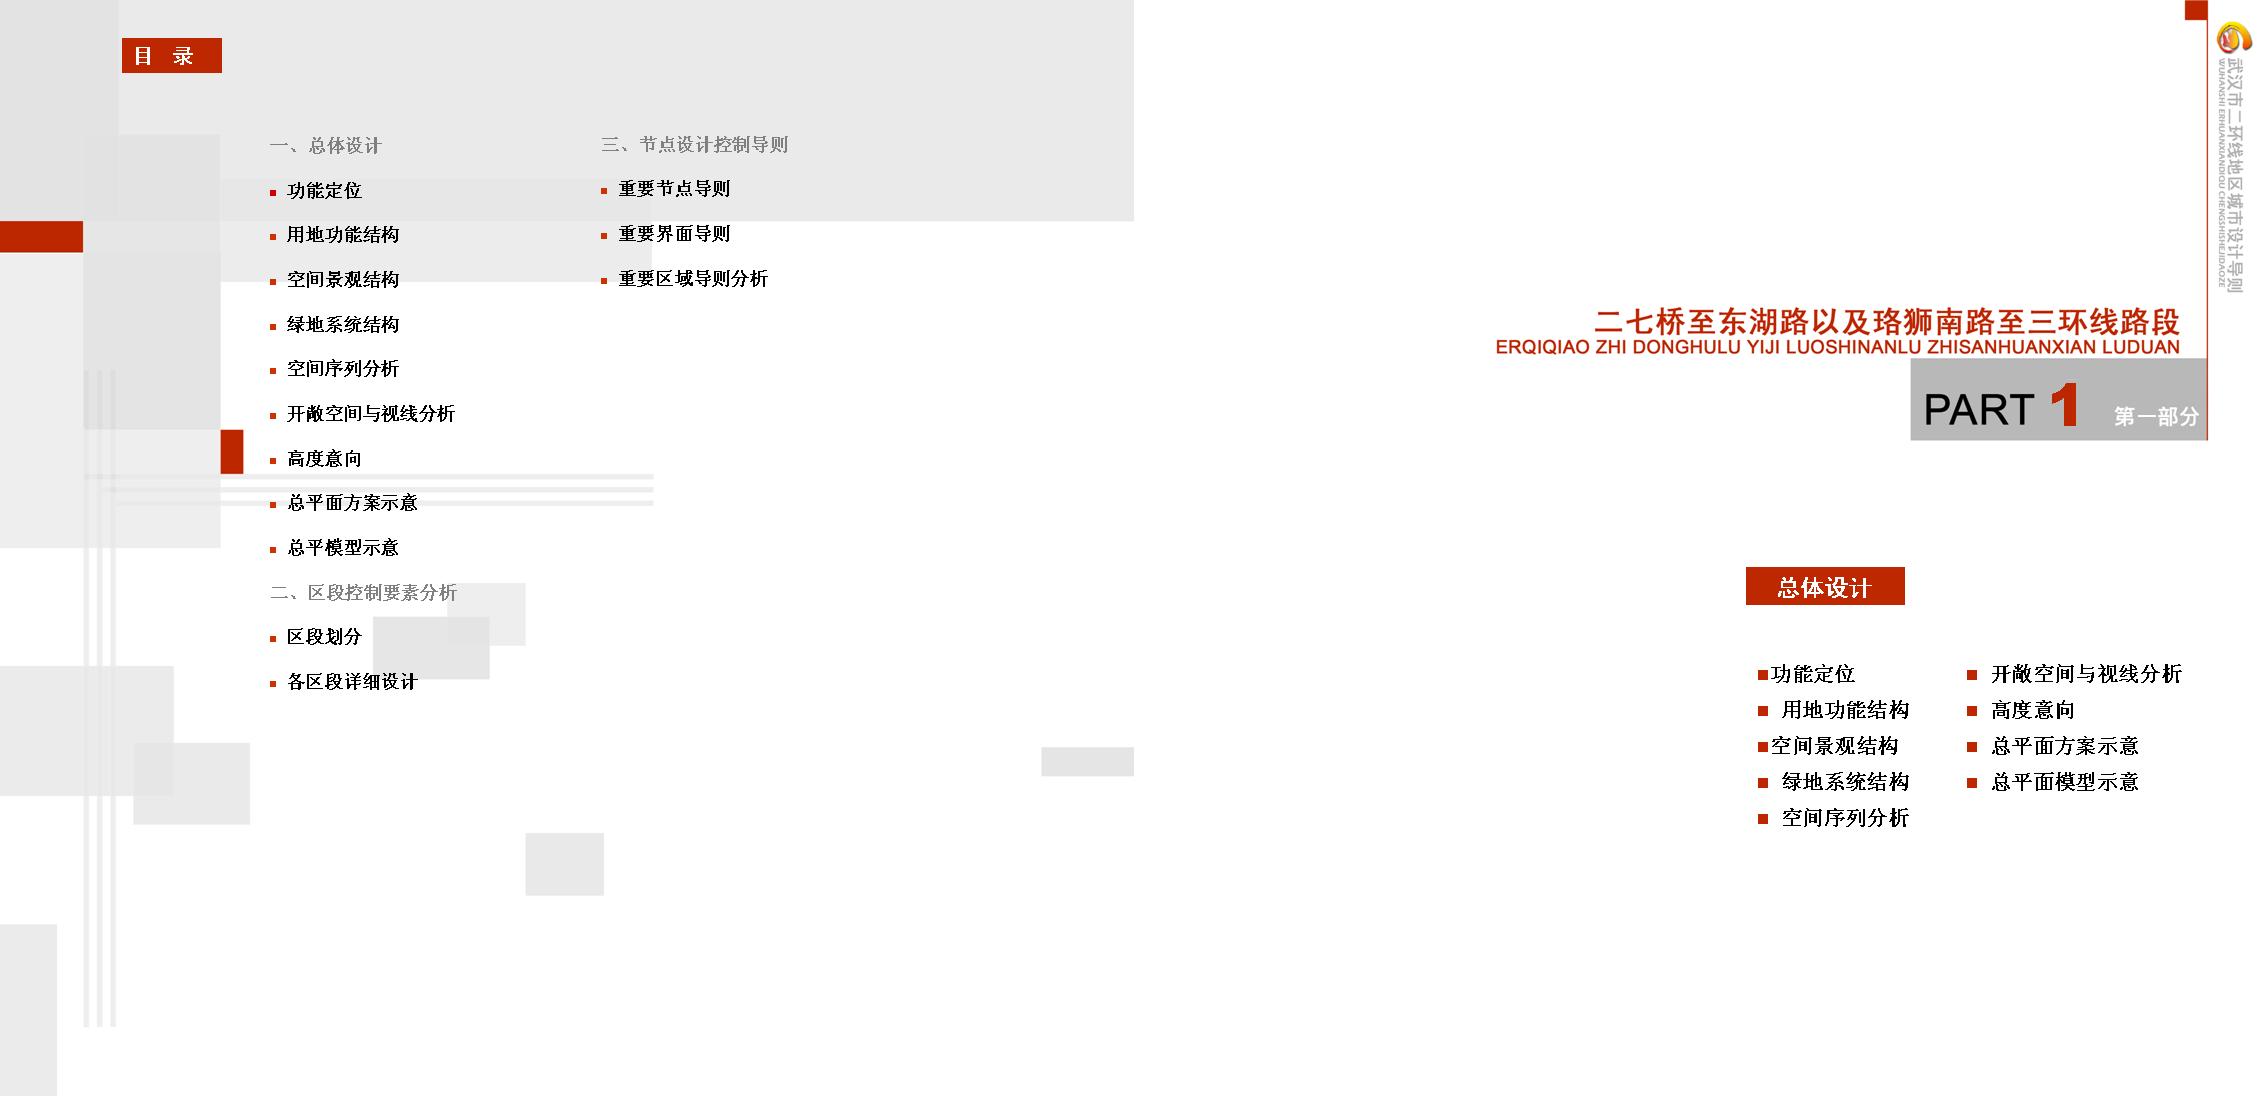 目 录
一、总体设计
功能定位
用地功能结构
空间景观结构
绿地系统结构
空间序列分析
开敞空间与视线分析
高度意向
总平面方案示意
总平模型示意
二、区段控制要素分析
区段划分
各区段详细设计
三、节点设计控制导则
重要节点导则
重要界面导则
重要区域导则分析
武汉市二环线地区城市设计导则
WUHANSHI ERHUANXIANDIQU CHENGSHISHEJIDAOZE
二七桥至东湖路以及珞狮南路至三环线路段
ERQIQIAO ZHI DONGHULU YIJI LUOSHINANLU ZHISANHUANXIAN LUDUAN
PART 1 第一部分
总体设计
功能定位
用地功能结构
空间景观结构
绿地系统结构
空间序列分析
开敞空间与视线分析
高度意向
总平面方案示意
总平面模型示意